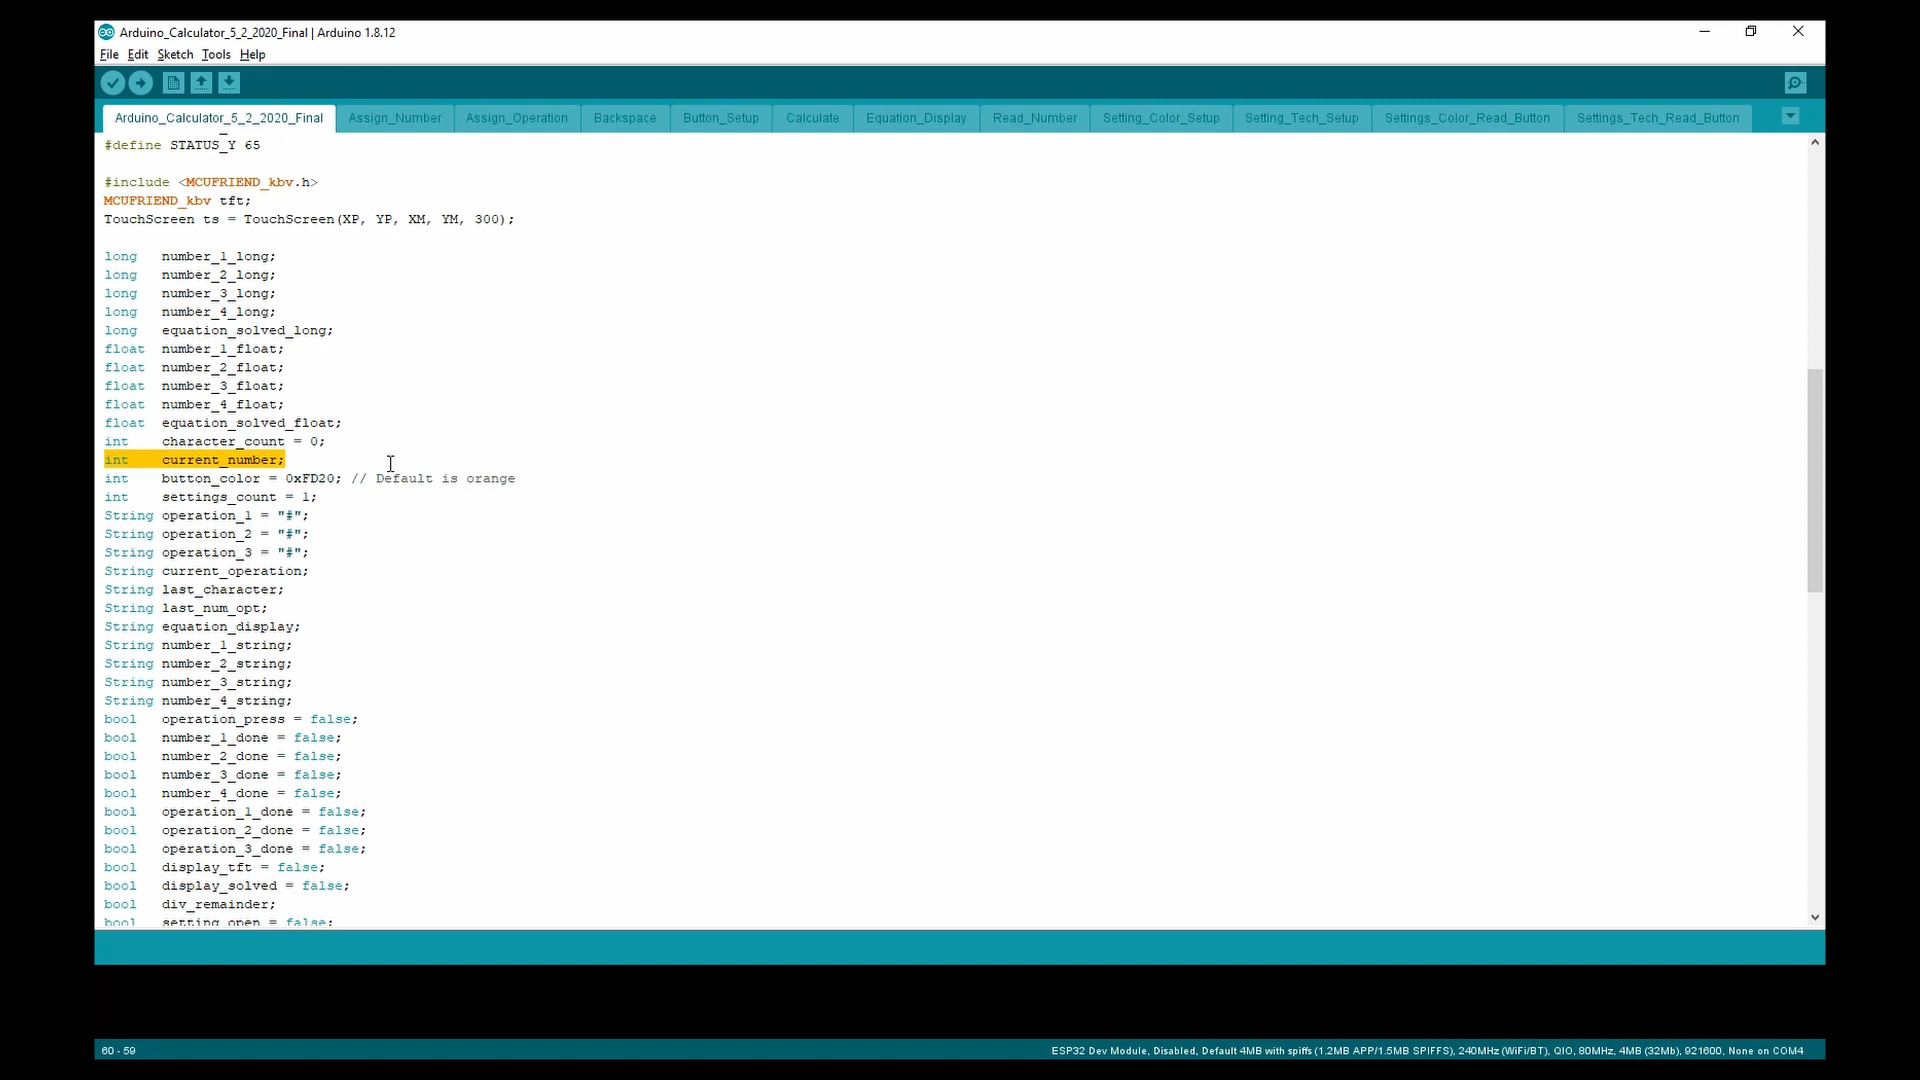 Arduino_Calculator_5_2_2020_Final | Arduino 1.8.12
File Edit Sketch Tools Help
Arduino_Calculator_5_2_2020_Final Assign_Number Assign_Operation Backspace Button_Setup Calculate Equation_Display Read_Number Setting_Color_Setup Setting_Tech_Setup Settings_Color_Read_Button Settings_Tech_Read_Button
#define STATUS_Y 65
#include <MCUFRIEND_kbv.h>
MCUFRIEND_kbv tft;
TouchScreen ts = TouchScreen(XP, YP, XM, YM, 300);
long number_1_long;
long number_2_long;
long number_3_long;
long number_4_long;
long equation_solved_long;
float number_1_float;
float number_2_float;
float number_3_float;
float number_4_float;
float equation_solved_float;
int character_count = 0;
int current_number;
int button_color = 0xFD20; // Default is orange
int settings_count = 1;
String operation_1 = "#";
String operation_2 = "#";
String operation_3 = "#";
String current_operation;
String last_character;
String last_num_opt;
String equation_display;
String number_1_string;
String number_2_string;
String number_3_string;
String number_4_string;
bool operation_press = false;
bool number_1_done = false;
bool number_2_done = false;
bool number_3_done = false;
bool number_4_done = false;
bool operation_1_done = false;
bool operation_2_done = false;
bool operation_3_done = false;
bool display_tft = false;
bool display_solved = false;
bool div_remainder;
bool setting_open = false;
60 - 59
ESP32 Dev Module, Disabled, Default 4MB with spiffs (1.2MB APP/1.5MB SPIFFS), 240MHz (WiFi/BT), QIO, 80MHz, 4MB (32Mb), 921600, None on COM4